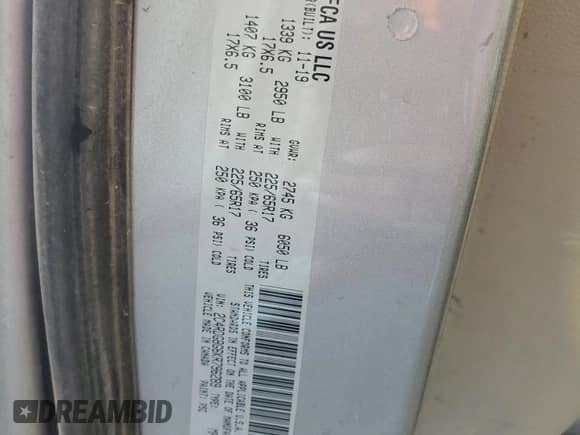 FCA US LLC
(BUILT): 11-19
GVWR: 2745 KG 6050 LB
1339 KG 2950 LB WITH 225/65R17 TIRES
17X6.5 RIMS AT 250 KPA ( 36 PSI) COLD
1407 KG 3100 LB WITH 225/65R17 TIRES
17X6.5 RIMS AT 250 KPA ( 36 PSI) COLD
THIS VEHICLE CONFORMS TO ALL APPLICABLE U.S.A.
STANDARDS IN EFFECT ON THE DATE OF
VIN: TYPE:
VEHICLE MADE IN CANADA PAINT:
DREAMBID